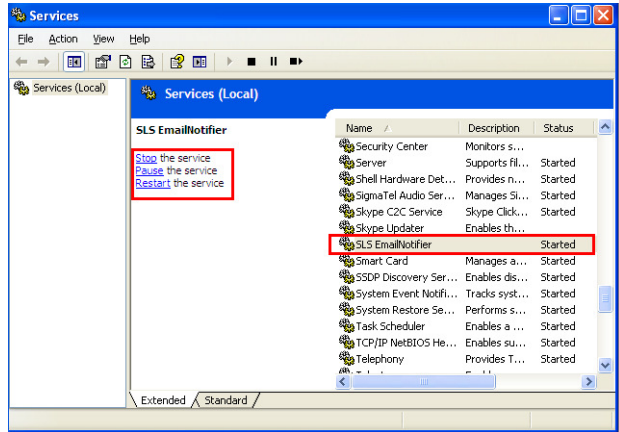 Services
File Action View Help
Services (Local)
Services (Local)
SLS EmailNotifier
Stop the service
Pause the service
Restart the service
Name Description Status
Security Center Monitors s...
Server Supports fil... Started
Shell Hardware Det... Provides n... Started
SigmaTel Audio Ser... Manages Si... Started
Skype C2C Service Skype Click... Started
Skype Updater Enables th...
SLS EmailNotifier Started
Smart Card Manages a... Started
SSDP Discovery Ser... Enables dis... Started
System Event Notifi... Tracks syst... Started
System Restore Se... Performs s... Started
Task Scheduler Enables a ... Started
TCP/IP NetBIOS He... Enables su... Started
Telephony Provides T... Started
Extended Standard